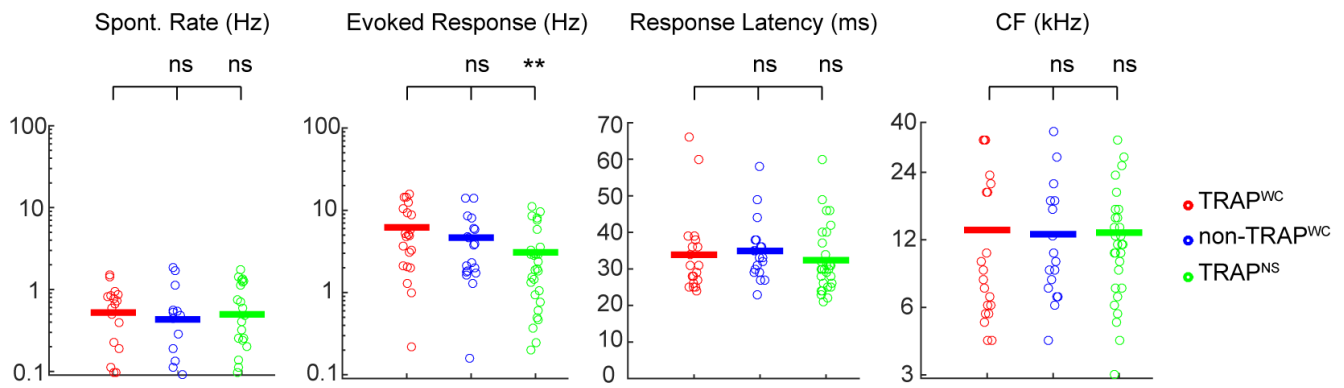 Spont. Rate (Hz)
ns ns
100
10
1
0.1
Evoked Response (Hz)
ns **
100
10
1
0.1
Response Latency (ms)
ns ns
70
60
50
40
30
20
10
0
CF (kHz)
ns ns
40
24
12
6
3
TRAPᵂᶜ
non-TRAPᵂᶜ
TRAPᴺˢ